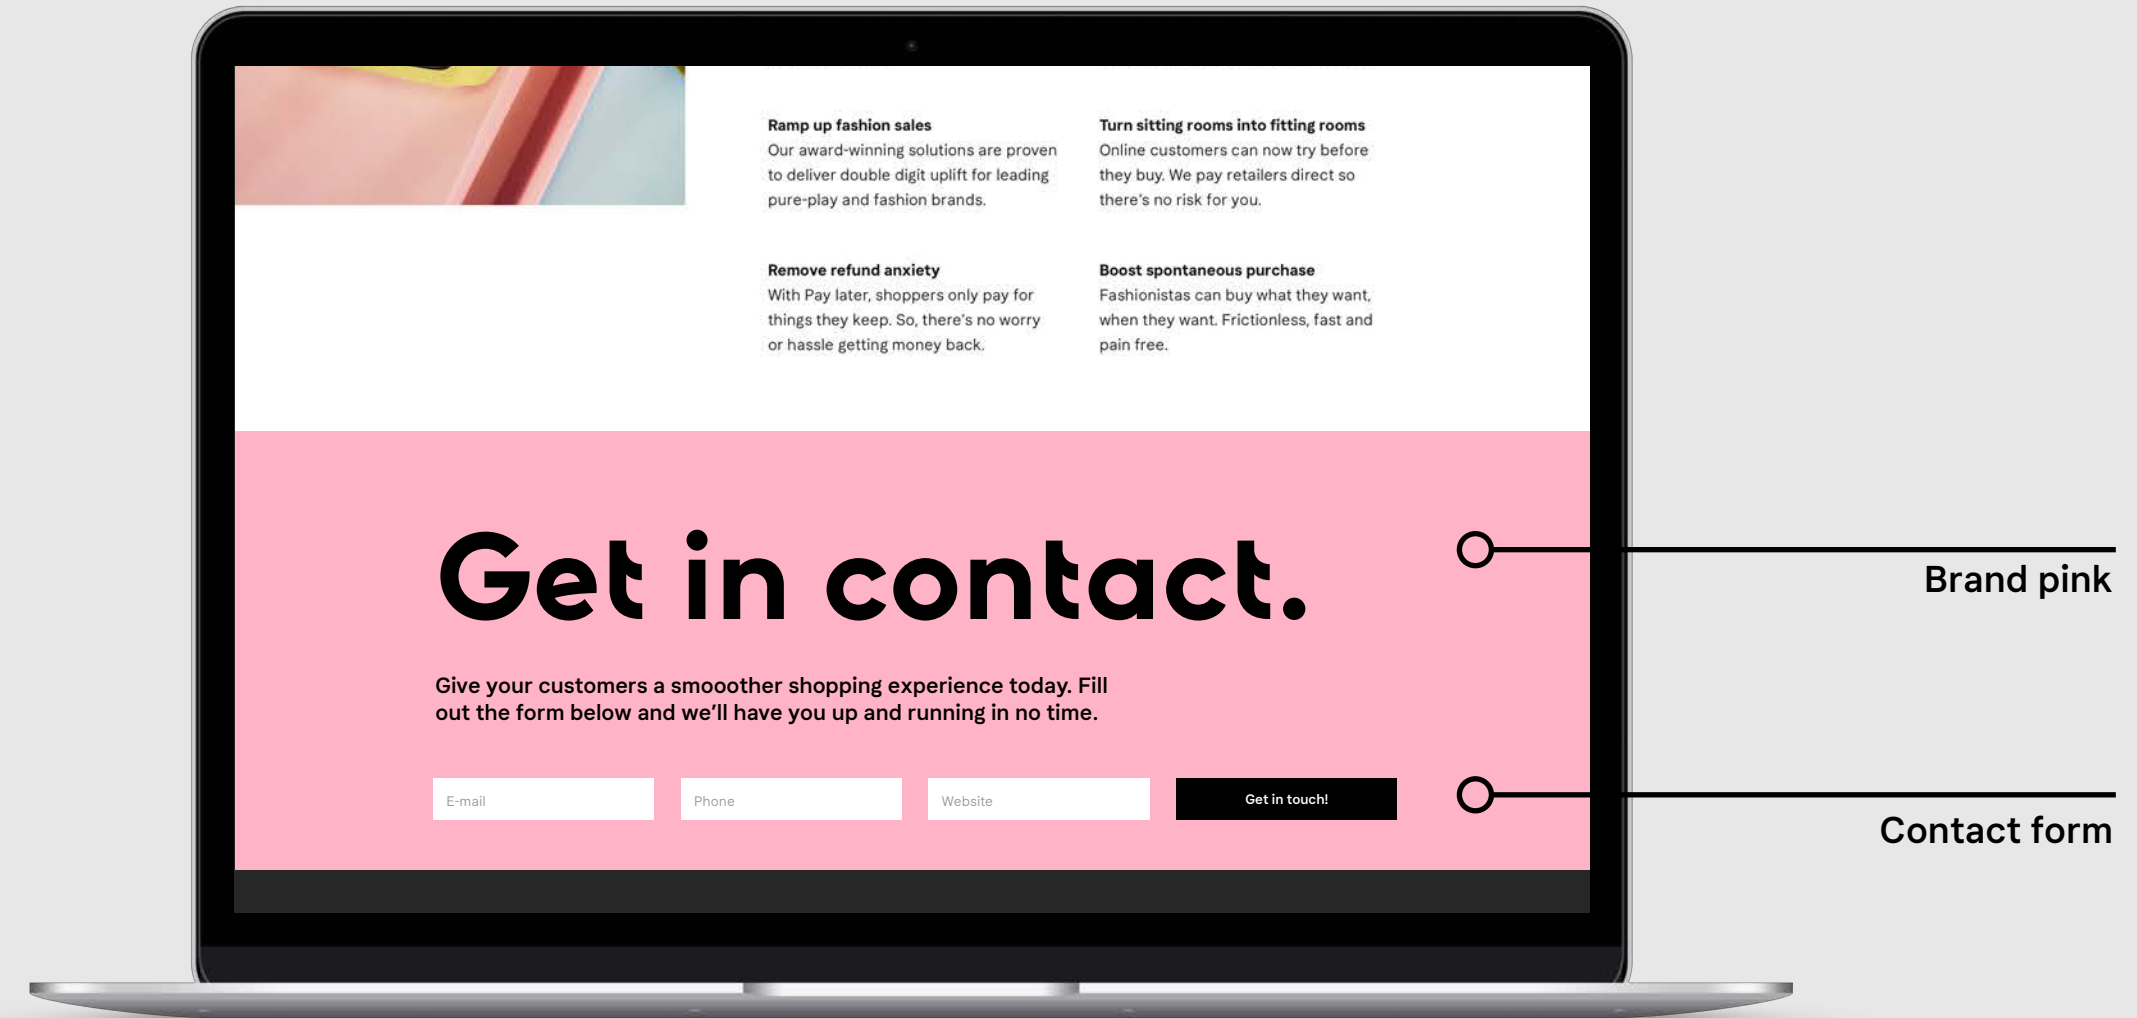 Ramp up fashion sales
Our award-winning solutions are proven
to deliver double digit uplift for leading
pure-play and fashion brands.
Turn sitting rooms into fitting rooms
Online customers can now try before
they buy. We pay retailers direct so
there's no risk for you.
Remove refund anxiety
With Pay later, shoppers only pay for
things they keep. So, there's no worry
or hassle getting money back.
Boost spontaneous purchase
Fashionistas can buy what they want,
when they want. Frictionless, fast and
pain free.
Get in contact.
Brand pink
Give your customers a smooother shopping experience today. Fill
out the form below and we’ll have you up and running in no time.
E-mail
Phone
Website
Get in touch!
Contact form